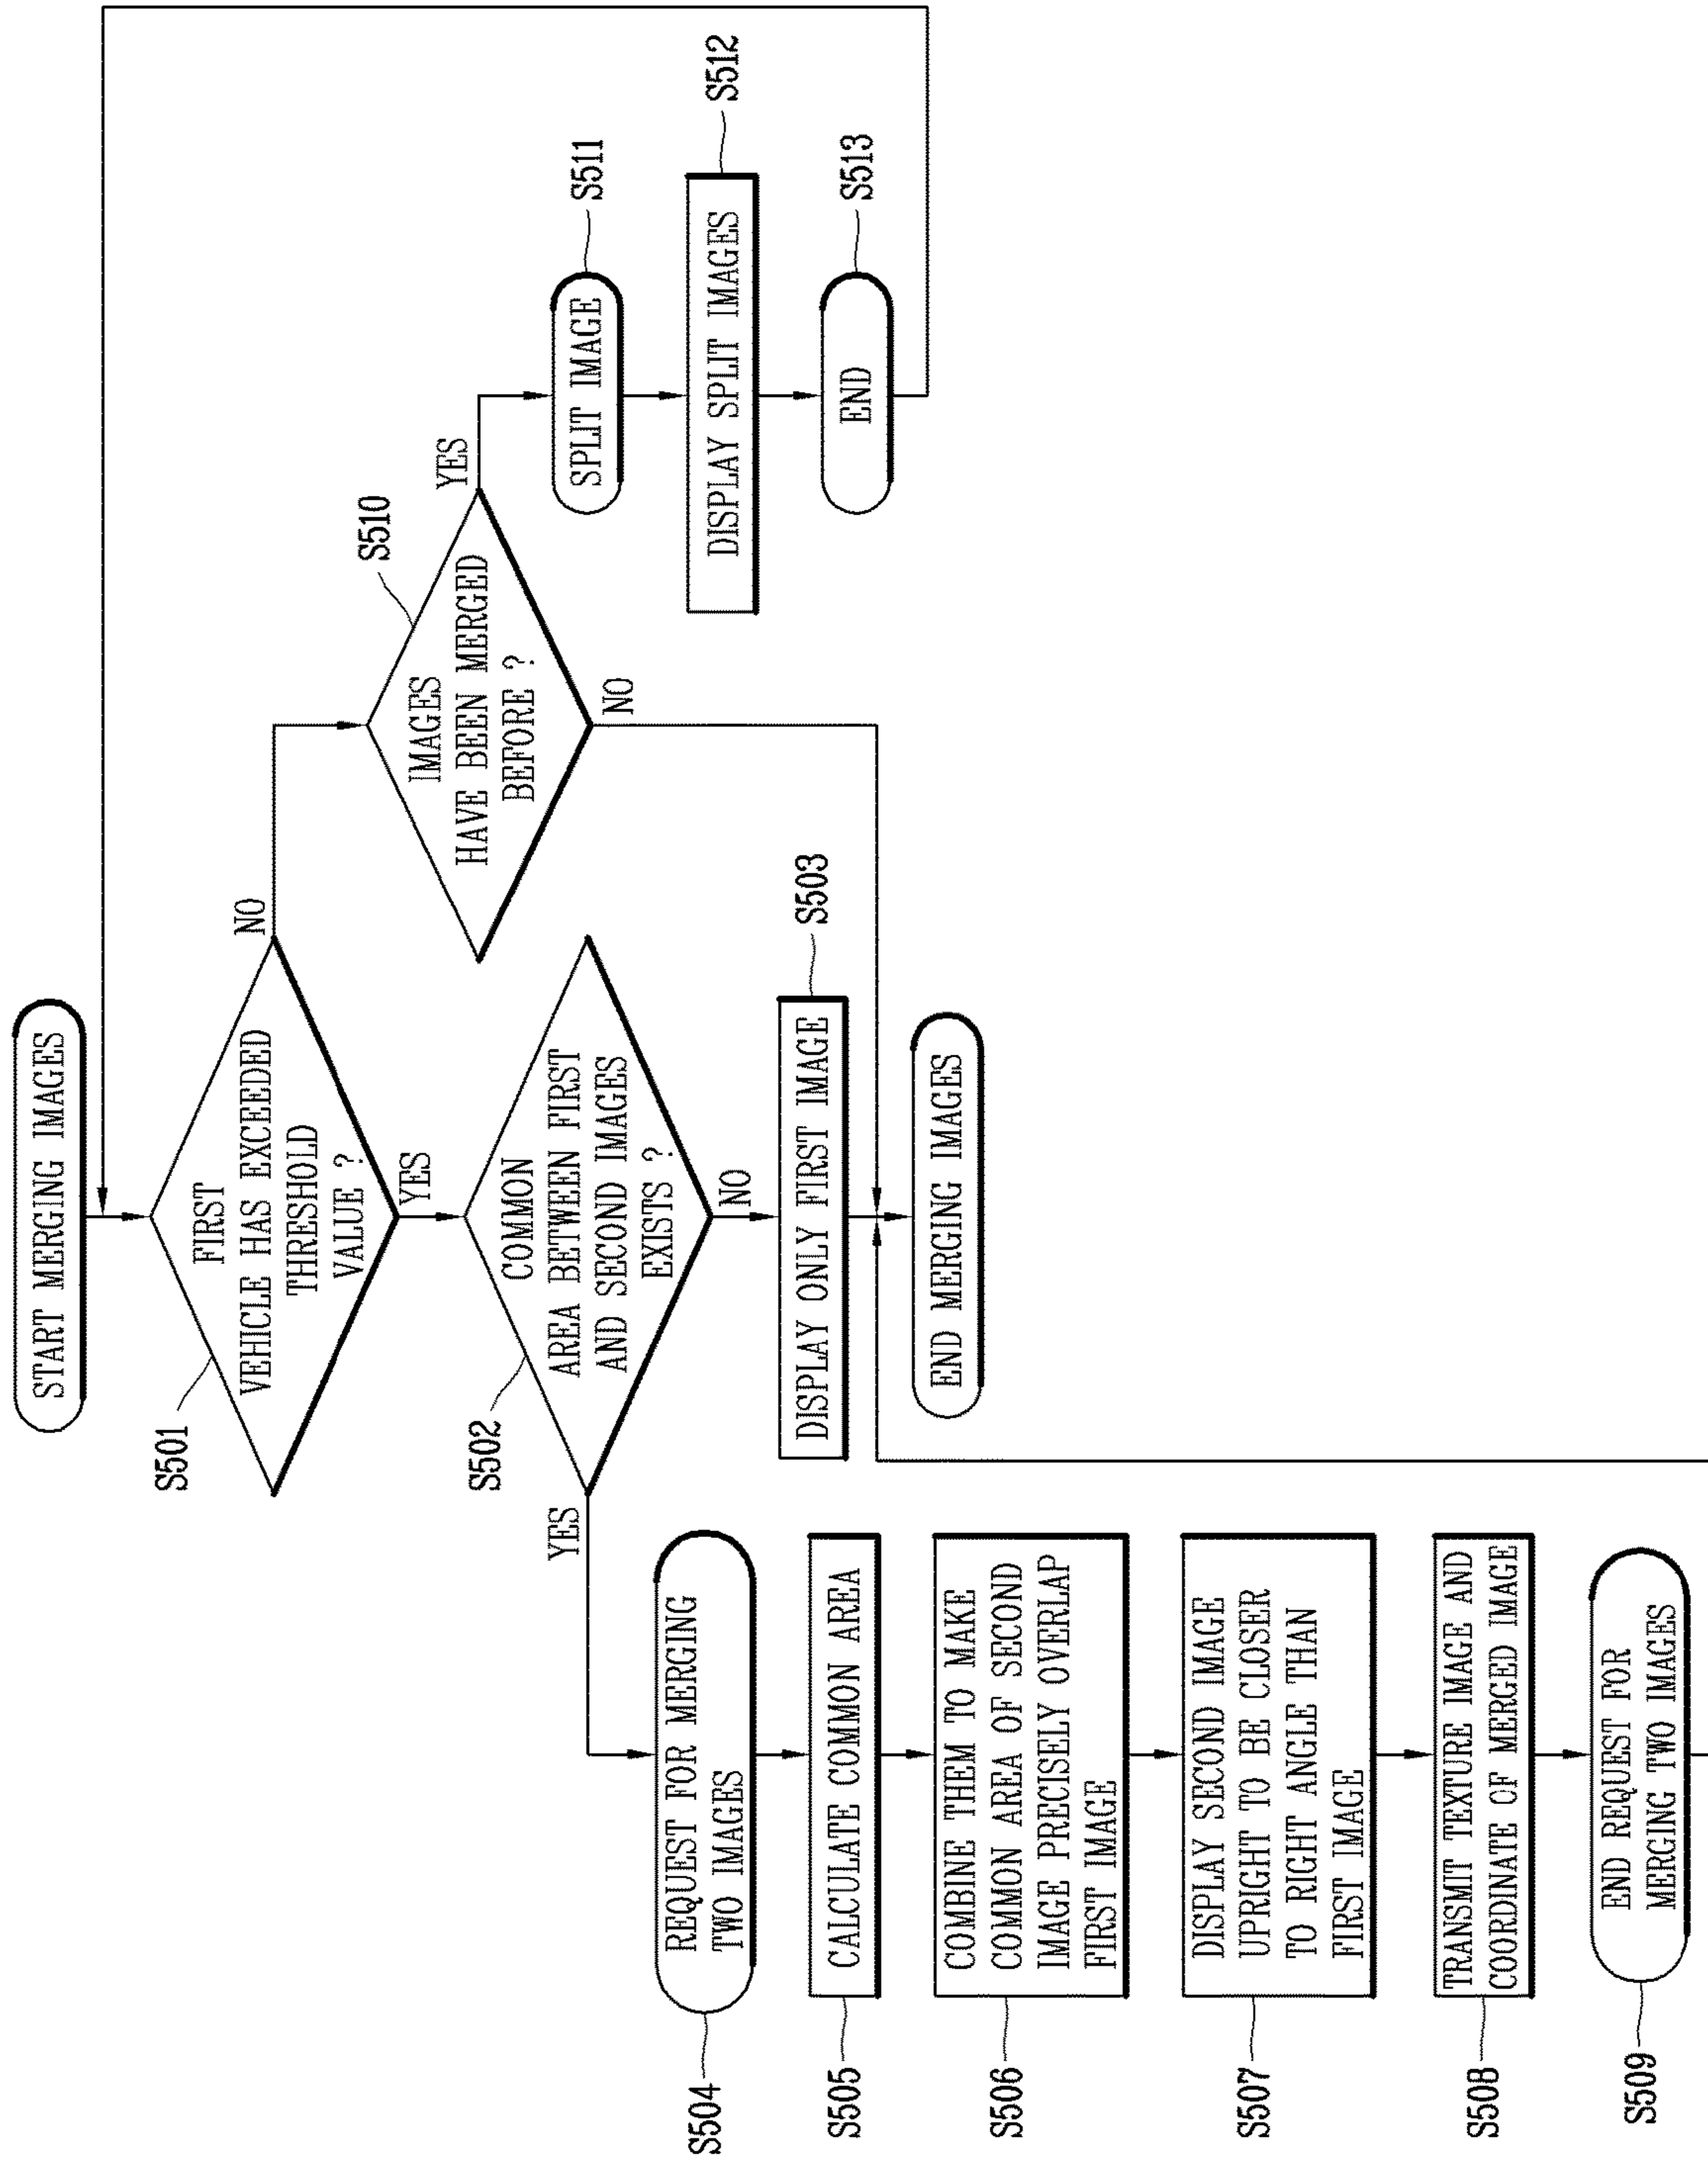 START MERGING IMAGES
S501
FIRST
VEHICLE HAS EXCEEDED
THRESHOLD
VALUE ?
NO
YES
S502
COMMON
AREA BETWEEN FIRST
AND SECOND IMAGES
EXISTS ?
YES
NO
DISPLAY ONLY FIRST IMAGE
S503
END MERGING IMAGES
S504
REQUEST FOR MERGING
TWO IMAGES
S505
CALCULATE COMMON AREA
S506
COMBINE THEM TO MAKE
COMMON AREA OF SECOND
IMAGE PRECISELY OVERLAP
FIRST IMAGE
S507
DISPLAY SECOND IMAGE
UPRIGHT TO BE CLOSER
TO RIGHT ANGLE THAN
FIRST IMAGE
S508
TRANSMIT TEXTURE IMAGE AND
COORDINATE OF MERGED IMAGE
S509
END REQUEST FOR
MERGING TWO IMAGES
S510
IMAGES
HAVE BEEN MERGED
BEFORE ?
YES
NO
SPLIT IMAGE
S511
DISPLAY SPLIT IMAGES
S512
END
S513